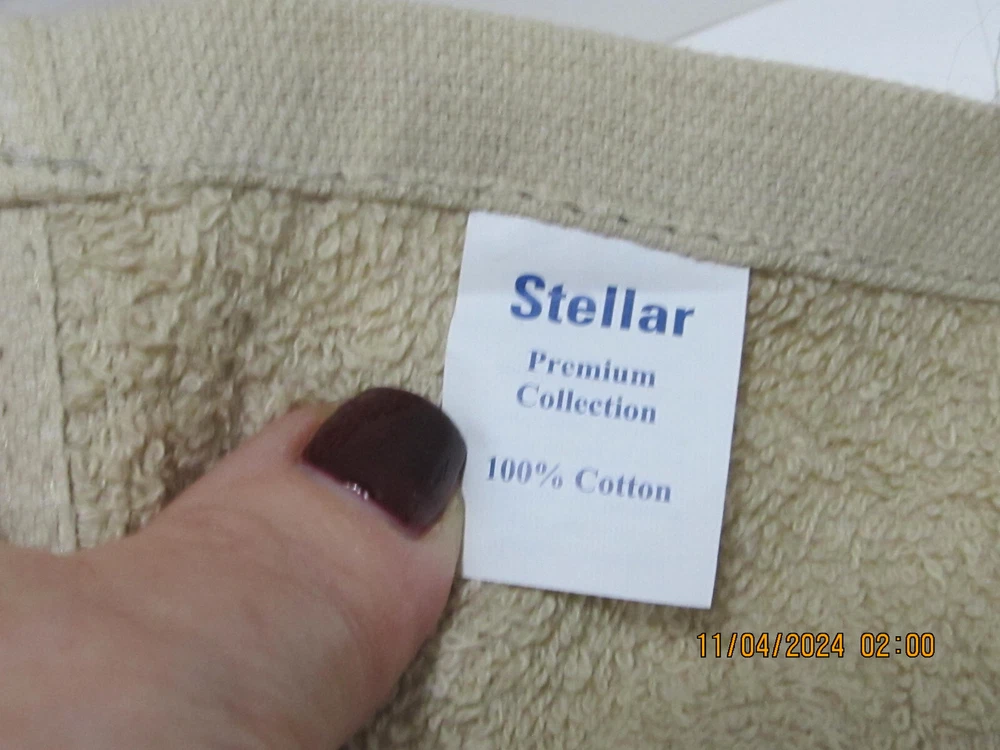 Stellar
Premium
Collection
100% Cotton
11/04/2024 02:00